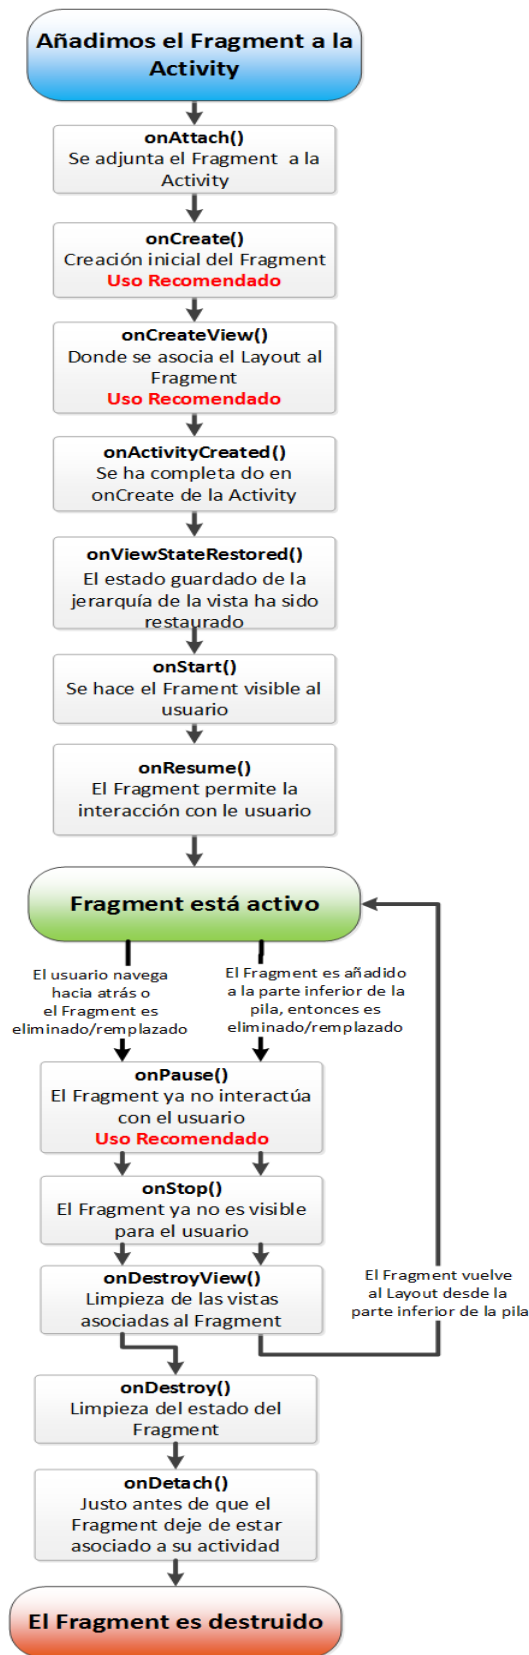 Añadimos el Fragment a la
Activity
onAttach()
Se adjunta el Fragment a la
Activity
onCreate()
Creación inicial del Fragment
Uso Recomendado
onCreateView()
Donde se asocia el Layout al
Fragment
Uso Recomendado
onActivityCreated()
Se ha completa do en
onCreate de la Activity
onViewStateRestored()
El estado guardado de la
jerarquía de la vista ha sido
restaurado
onStart()
Se hace el Frament visible al
usuario
onResume()
El Fragment permite la
interacción con le usuario
Fragment está activo
El usuario navega
hacia atrás o
el Fragment es
eliminado/remplazado
El Fragment es añadido
a la parte inferior de la
pila, entonces es
eliminado/remplazado
onPause()
El Fragment ya no interactúa
con el usuario
Uso Recomendado
onStop()
El Fragment ya no es visible
para el usuario
onDestroyView()
Limpieza de las vistas
asociadas al Fragment
El Fragment vuelve
al Layout desde la
parte inferior de la pila
onDestroy()
Limpieza del estado del
Fragment
onDetach()
Justo antes de que el
Fragment deje de estar
asociado a su actividad
El Fragment es destruido